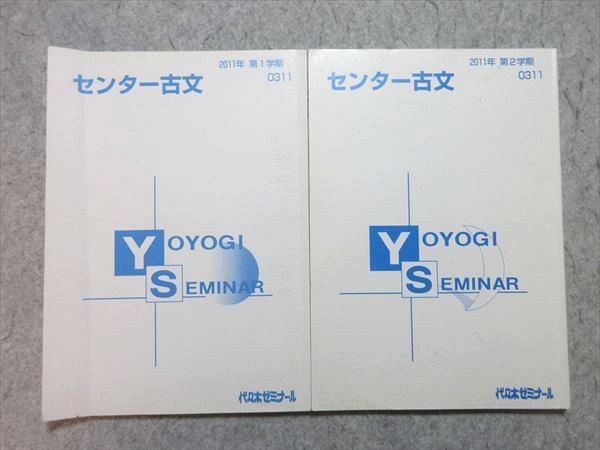 2011年 第1学期
センター古文
0311
YOYOGI
SEMINAR
代々木ゼミナール
2011年 第2学期
センター古文
0311
YOYOGI
SEMINAR
代々木ゼミナール